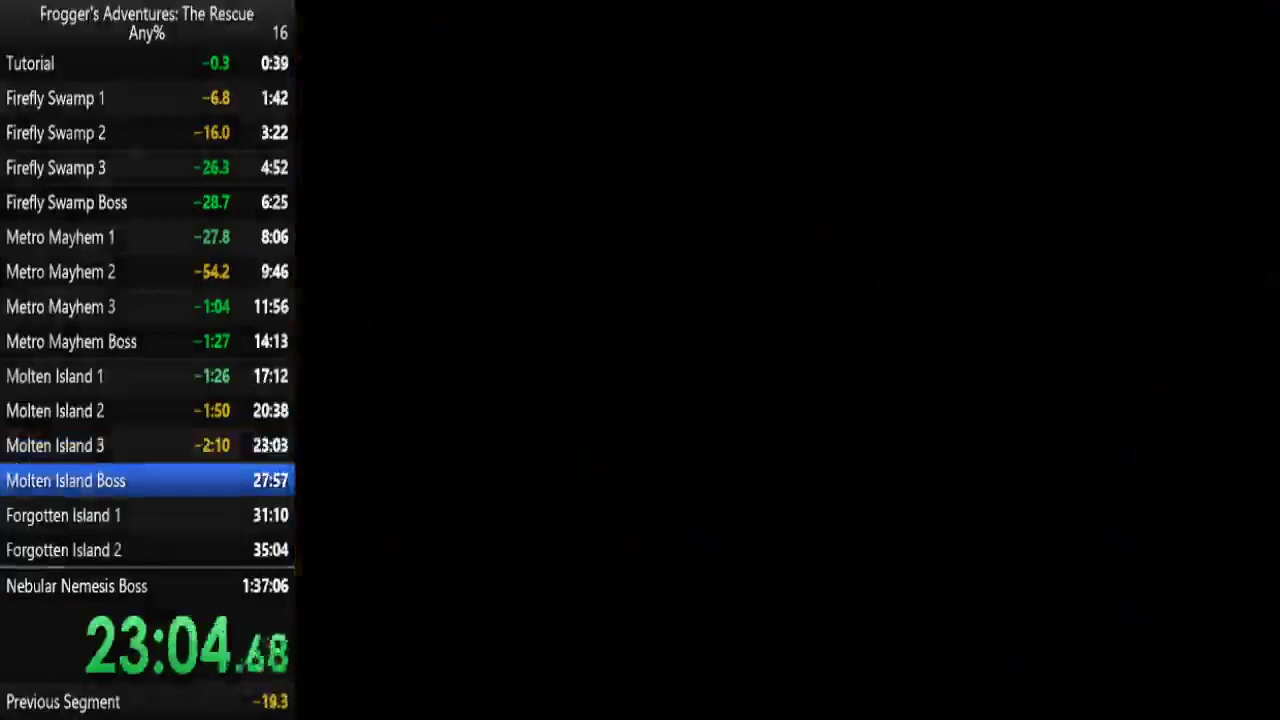 Frogger's Adventures: The Rescue
Any% 16
Tutorial -0.3 0:39
Firefly Swamp 1 -6.8 1:42
Firefly Swamp 2 -16.0 3:22
Firefly Swamp 3 -26.3 4:52
Firefly Swamp Boss -28.7 6:25
Metro Mayhem 1 -27.8 8:06
Metro Mayhem 2 -54.2 9:46
Metro Mayhem 3 -1:04 11:56
Metro Mayhem Boss -1:27 14:13
Molten Island 1 -1:26 17:12
Molten Island 2 -1:50 20:38
Molten Island 3 -2:10 23:03
Molten Island Boss 27:57
Forgotten Island 1 31:10
Forgotten Island 2 35:04
Nebular Nemesis Boss 1:37:06
23:04.68
Previous Segment -19.3